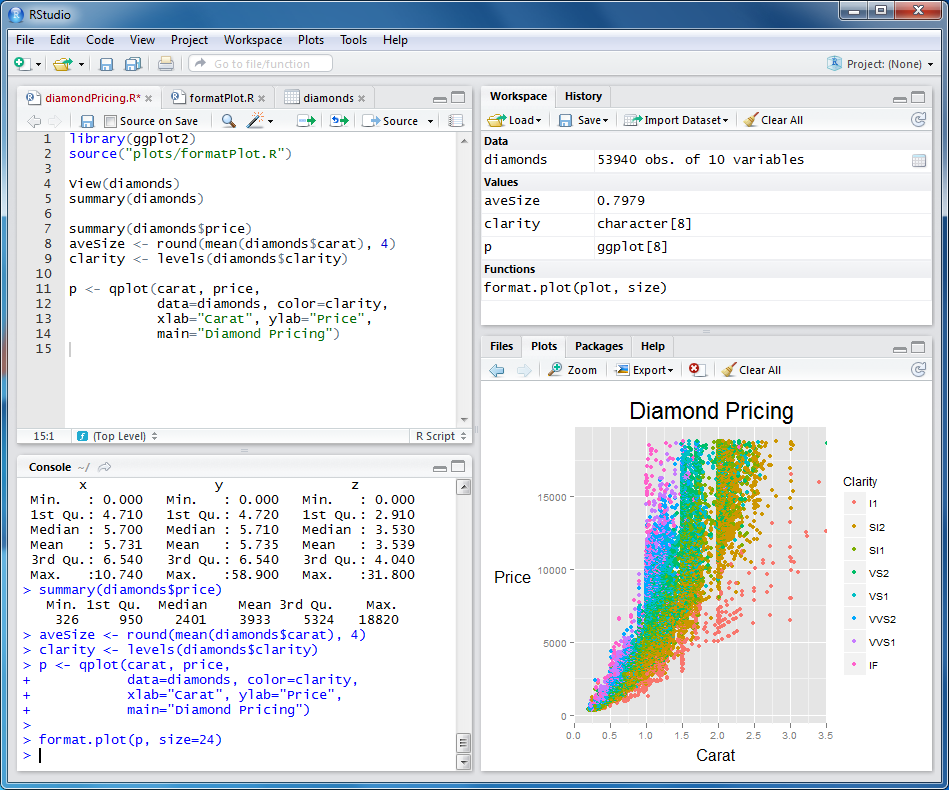 RStudio
File Edit Code View Project Workspace Plots Tools Help
Go to file/function Project: (None)
diamondPricing.R* formatPlot.R diamonds
Source on Save Source
1 library(ggplot2)
2 source("plots/formatPlot.R")
3
4 View(diamonds)
5 summary(diamonds)
6
7 summary(diamonds$price)
8 aveSize <- round(mean(diamonds$carat), 4)
9 clarity <- levels(diamonds$clarity)
10
11 p <- qplot(carat, price,
12 data=diamonds, color=clarity,
13 xlab="Carat", ylab="Price",
14 main="Diamond Pricing")
15
15:1 (Top Level) R Script
Console ~/
x y z
Min. : 0.000 Min. : 0.000 Min. : 0.000
1st Qu.: 4.710 1st Qu.: 4.720 1st Qu.: 2.910
Median : 5.700 Median : 5.710 Median : 3.530
Mean : 5.731 Mean : 5.735 Mean : 3.539
3rd Qu.: 6.540 3rd Qu.: 6.540 3rd Qu.: 4.040
Max. :10.740 Max. :58.900 Max. :31.800
> summary(diamonds$price)
Min. 1st Qu. Median Mean 3rd Qu. Max.
326 950 2401 3933 5324 18820
> aveSize <- round(mean(diamonds$carat), 4)
> clarity <- levels(diamonds$clarity)
> p <- qplot(carat, price,
+ data=diamonds, color=clarity,
+ xlab="Carat", ylab="Price",
+ main="Diamond Pricing")
>
> format.plot(p, size=24)
>
Workspace History
Load Save Import Dataset Clear All
Data
diamonds 53940 obs. of 10 variables
Values
aveSize 0.7979
clarity character[8]
p ggplot[8]
Functions
format.plot(plot, size)
Files Plots Packages Help
Zoom Export Clear All
Diamond Pricing
Price
15000
10000
5000
0
0.0 0.5 1.0 1.5 2.0 2.5 3.0 3.5
Carat
Clarity
I1
SI2
SI1
VS2
VS1
VVS2
VVS1
IF